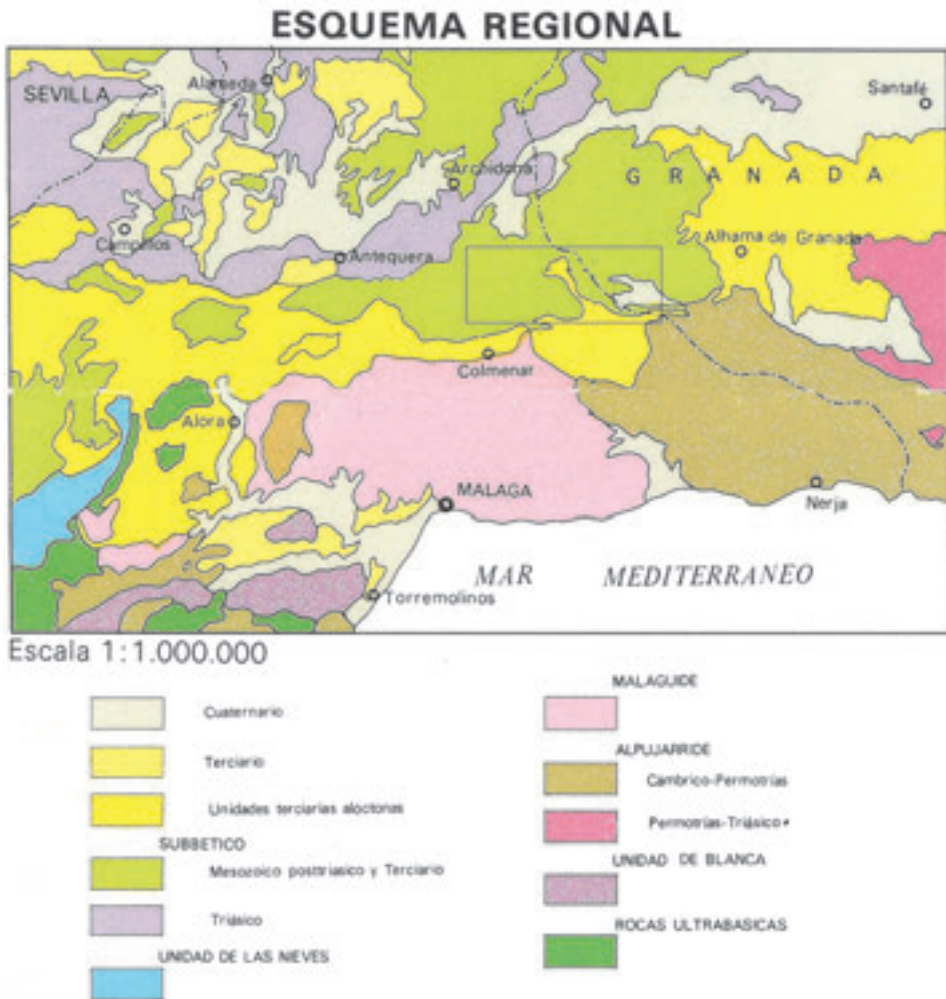 ESQUEMA REGIONAL
SEVILLA
Alameda
Santafé
Archidona
GRANADA
Campillos
Antequera
Alhama de Granada
Colmenar
Alora
MALAGA
Nerja
MAR MEDITERRANEO
Torremolinos
Escala 1:1.000.000
Cuaternario
Terciario
Unidades terciarias alóctonas
SUBBETICO
Mesozoico posttriasico y Terciario
Triásico
UNIDAD DE LAS NIEVES
MALAGUIDE
ALPUJARRIDE
Cambrico-Permotrías
Permotrías-Triásico
UNIDAD DE BLANCA
ROCAS ULTRABASICAS